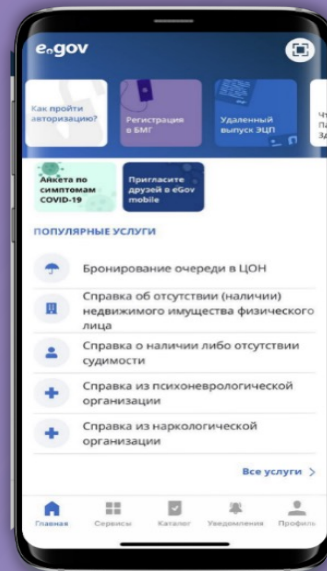 egov
Как пройти
авторизацию?
Регистрация
в БМГ
Удаленный
выпуск ЭЦП
Анкета по
симптомам
COVID-19
Пригласите
друзей в eGov
mobile
ПОПУЛЯРНЫЕ УСЛУГИ
Бронирование очереди в ЦОН
Справка об отсутствии (наличии)
недвижимого имущества физического
лица
Справка о наличии либо отсутствии
судимости
Справка из психоневрологической
организации
Справка из наркологической
организации
Все услуги >
Главная Сервисы Каталог Уведомления Профиль